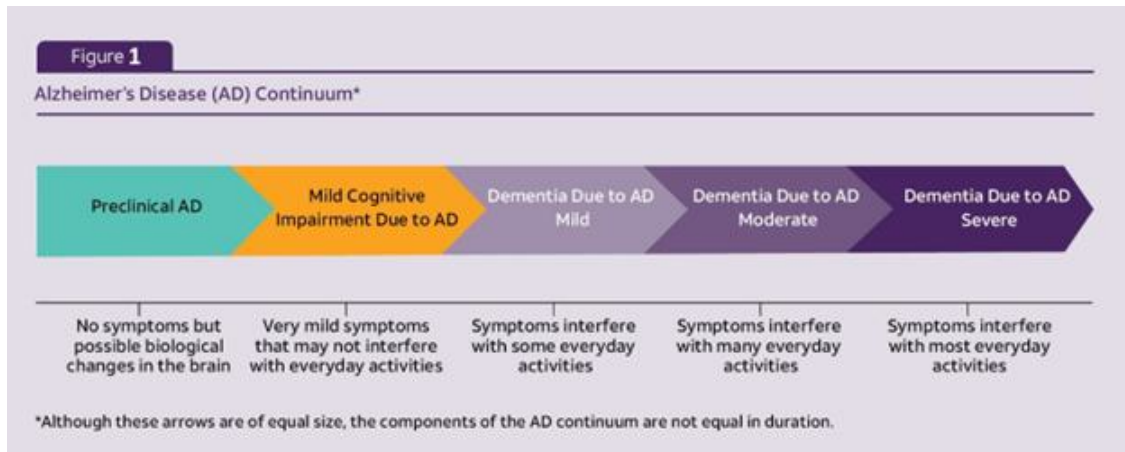 Figure 1
Alzheimer's Disease (AD) Continuum*
Preclinical AD
Mild Cognitive
Impairment Due to AD
Dementia Due to AD
Mild
Dementia Due to AD
Moderate
Dementia Due to AD
Severe
No symptoms but
possible biological
changes in the brain
Very mild symptoms
that may not interfere
with everyday activities
Symptoms interfere
with some everyday
activities
Symptoms interfere
with many everyday
activities
Symptoms interfere
with most everyday
activities
*Although these arrows are of equal size, the components of the AD continuum are not equal in duration.